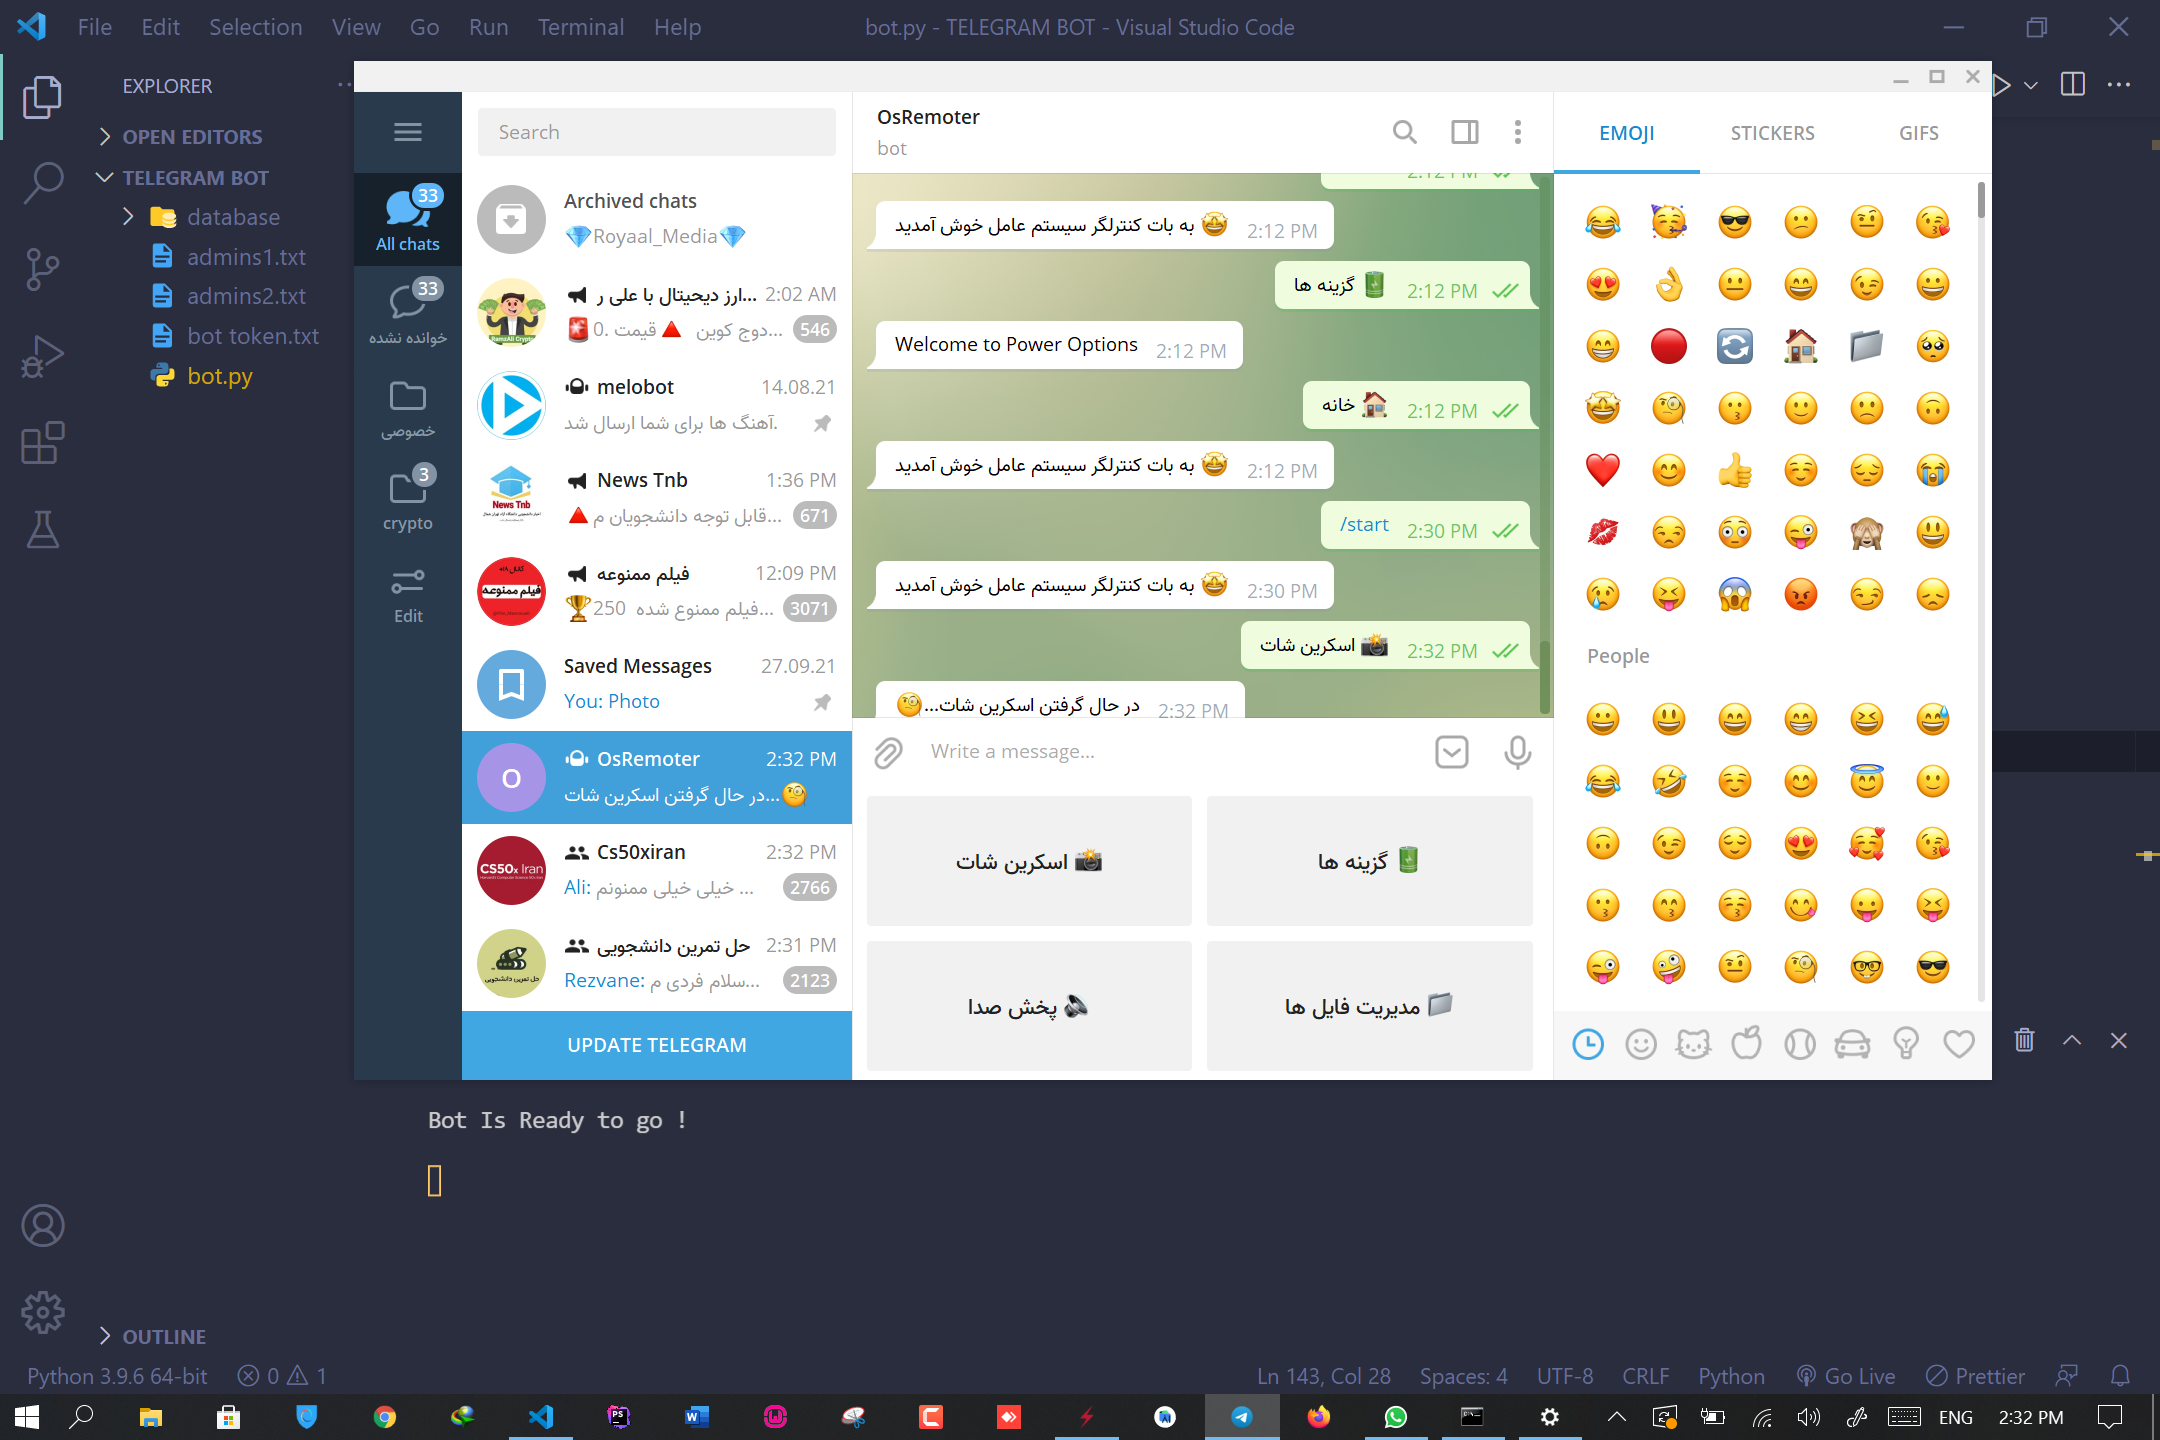 File Edit Selection View Go Run Terminal Help
bot.py - TELEGRAM BOT - Visual Studio Code
EXPLORER
OPEN EDITORS
TELEGRAM BOT
database
admins1.txt
admins2.txt
bot token.txt
bot.py
OUTLINE
33
All chats
33
خوانده نشده
خصوصی
3
crypto
Edit
Search
Archived chats
💎Royaal_Media💎
ارز دیجیتال با علی ر... 2:02 AM
🚨0. قیمت 🔺 دوج کوین... 546
melobot 14.08.21
آهنگ ها برای شما ارسال شد.
News Tnb 1:36 PM
🔺قابل توجه دانشجویان م... 671
فیلم ممنوعه 12:09 PM
🏆250 فیلم ممنوع شده... 3071
Saved Messages 27.09.21
You: Photo
O
OsRemoter 2:32 PM
در حال گرفتن اسکرین شات...🧐
CS50x Iran
Cs50xiran 2:32 PM
Ali: خیلی خیلی ممنونم ... 2766
حل تمرین دانشجویی 2:31 PM
Rezvane: سلام فردی م... 2123
UPDATE TELEGRAM
OsRemoter
bot
2:12 PM
به بات کنترلگر سیستم عامل خوش آمدید 🤩 2:12 PM
گزینه ها 🔋 2:12 PM
Welcome to Power Options 2:12 PM
خانه 🏠 2:12 PM
به بات کنترلگر سیستم عامل خوش آمدید 🤩 2:12 PM
/start 2:30 PM
به بات کنترلگر سیستم عامل خوش آمدید 🤩 2:30 PM
اسکرین شات 📸 2:32 PM
در حال گرفتن اسکرین شات...🧐 2:32 PM
Write a message...
اسکرین شات 📸
گزینه ها 🔋
پخش صدا 🔊
مدیریت فایل ها 📁
EMOJI STICKERS GIFS
People
Bot Is Ready to go !
Python 3.9.6 64-bit 0 1
Ln 143, Col 28 Spaces: 4 UTF-8 CRLF Python Go Live Prettier
ENG 2:32 PM